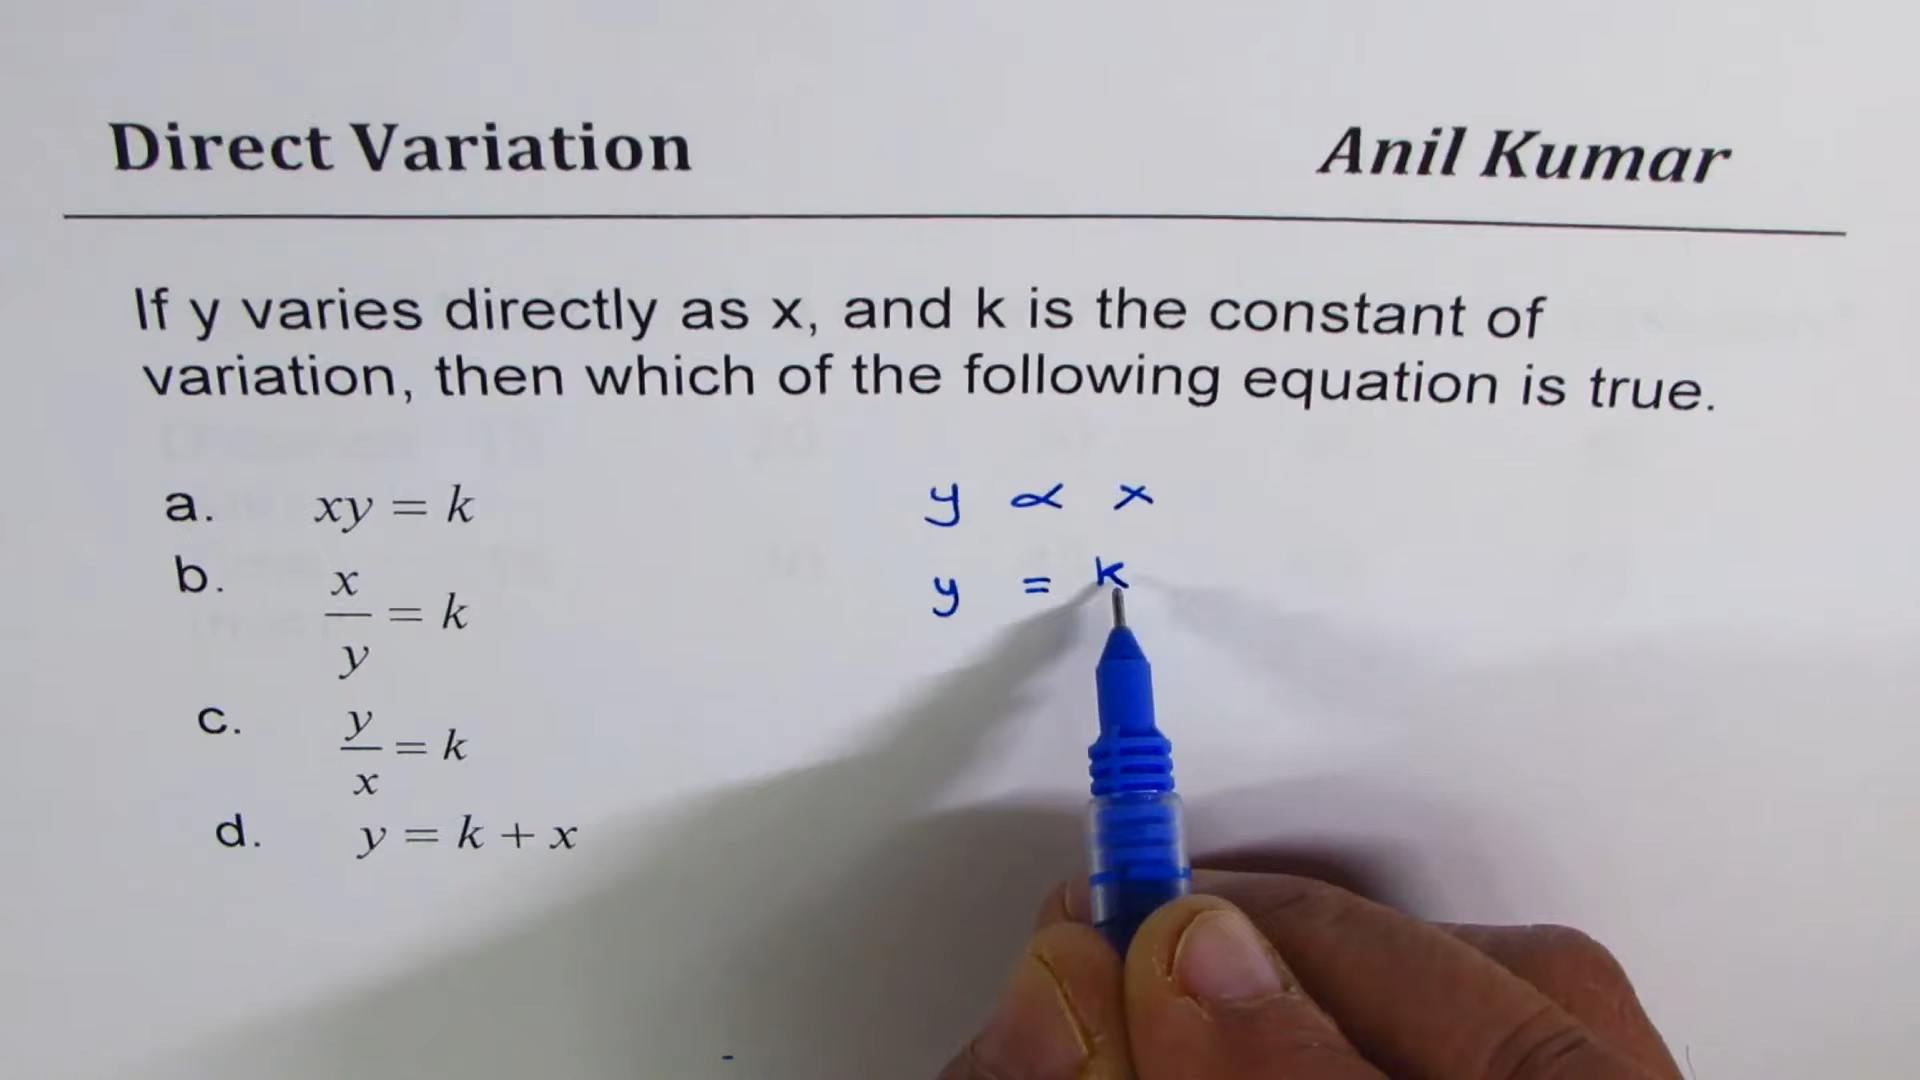 Direct Variation Anil Kumar
If y varies directly as x, and k is the constant of
variation, then which of the following equation is true.
a. xy = k
b. x/y = k
c. y/x = k
d. y = k + x
y ∝ x
y = k